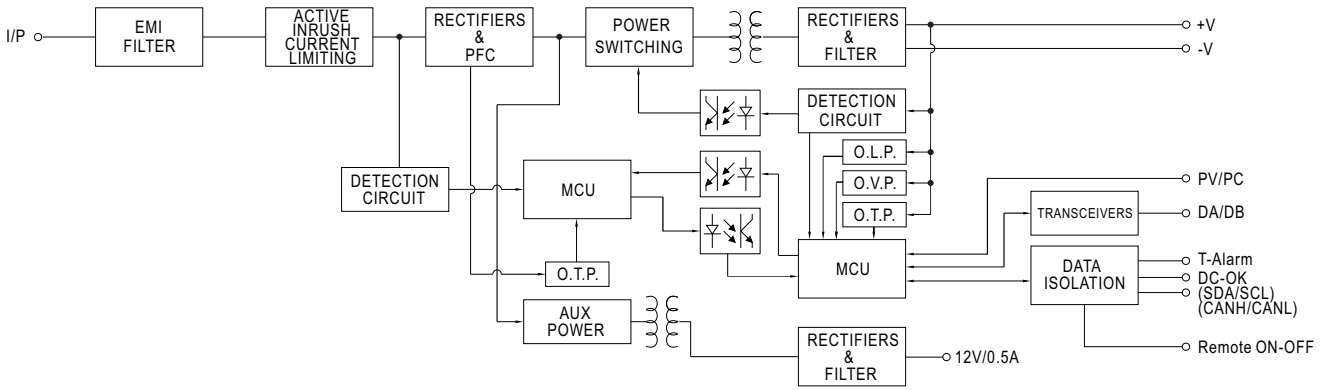 I/P
EMI
FILTER
ACTIVE
INRUSH
CURRENT
LIMITING
RECTIFIERS
&
PFC
POWER
SWITCHING
RECTIFIERS
&
FILTER
+V
-V
DETECTION
CIRCUIT
O.L.P.
O.V.P.
O.T.P.
DETECTION
CIRCUIT
MCU
O.T.P.
MCU
PV/PC
TRANSCEIVERS
DA/DB
DATA
ISOLATION
T-Alarm
DC-OK
(SDA/SCL)
(CANH/CANL)
Remote ON-OFF
AUX
POWER
RECTIFIERS
&
FILTER
12V/0.5A